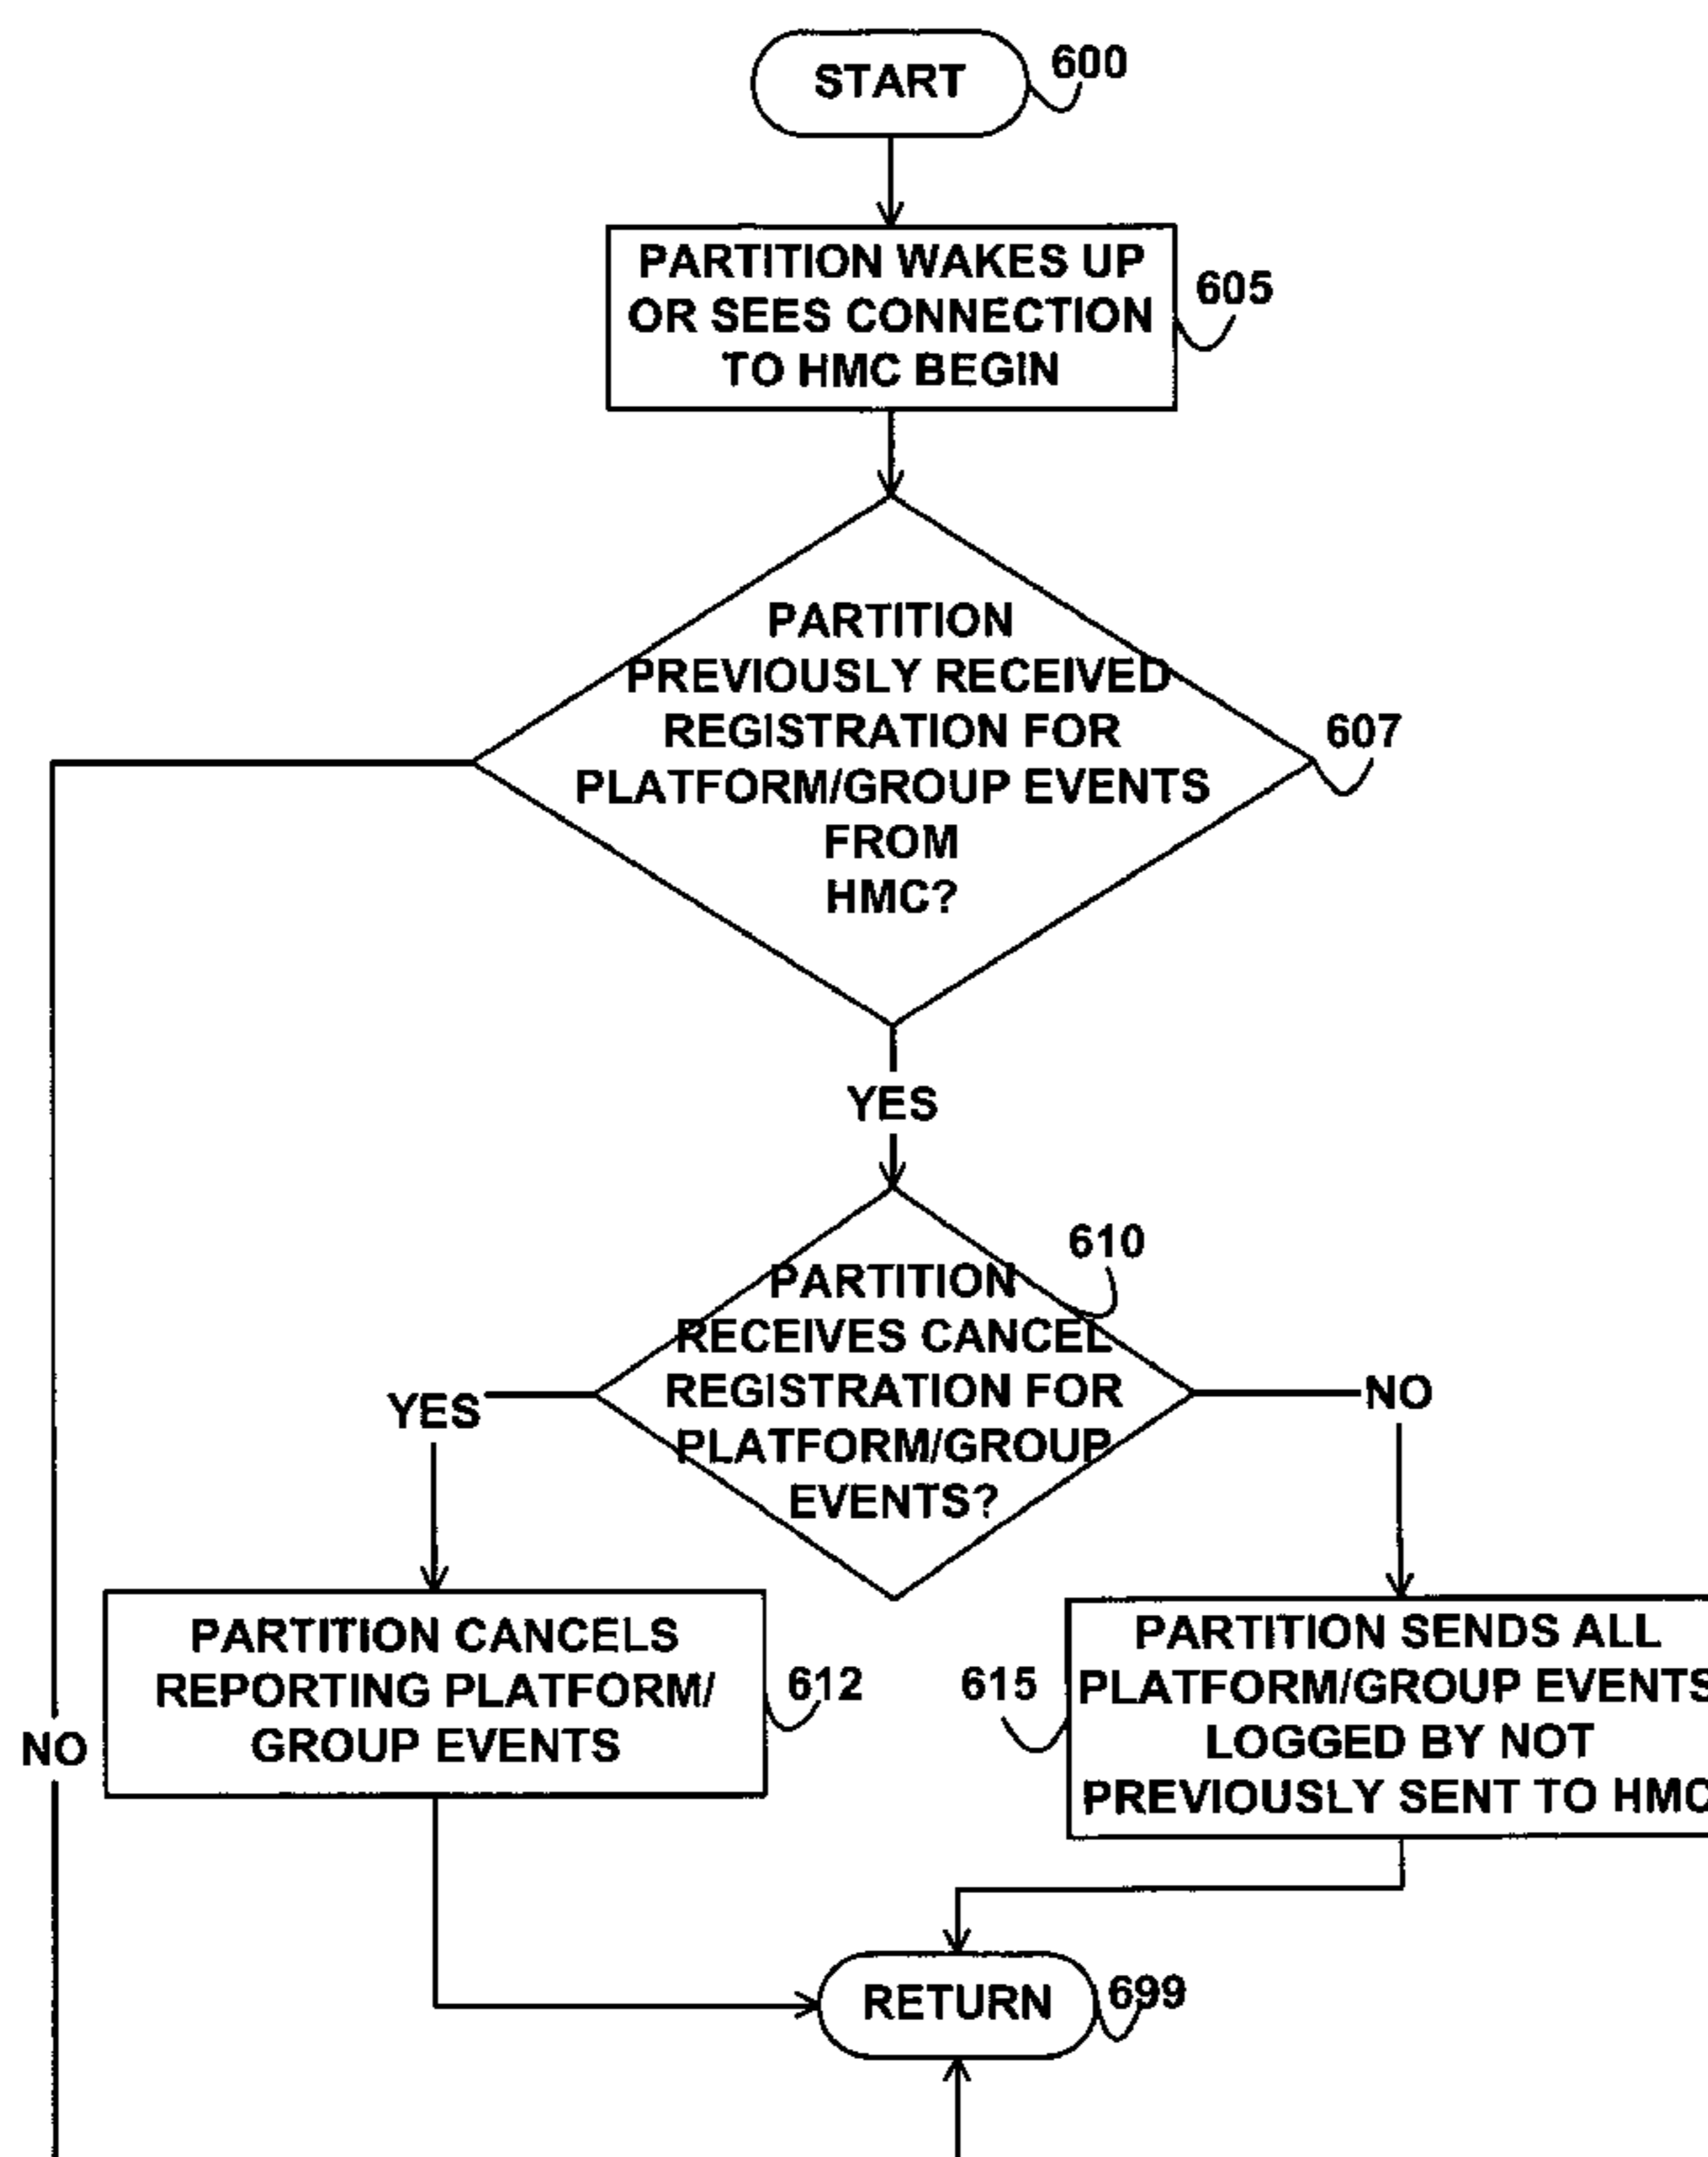 START
600
PARTITION WAKES UP
OR SEES CONNECTION
TO HMC BEGIN
605
PARTITION
PREVIOUSLY RECEIVED
REGISTRATION FOR
PLATFORM/GROUP EVENTS
FROM
HMC?
607
YES
PARTITION
RECEIVES CANCEL
REGISTRATION FOR
PLATFORM/GROUP
EVENTS?
610
YES
NO
PARTITION CANCELS
REPORTING PLATFORM/
GROUP EVENTS
612
615
PARTITION SENDS ALL
PLATFORM/GROUP EVENTS
LOGGED BY NOT
PREVIOUSLY SENT TO HMC
NO
RETURN
699